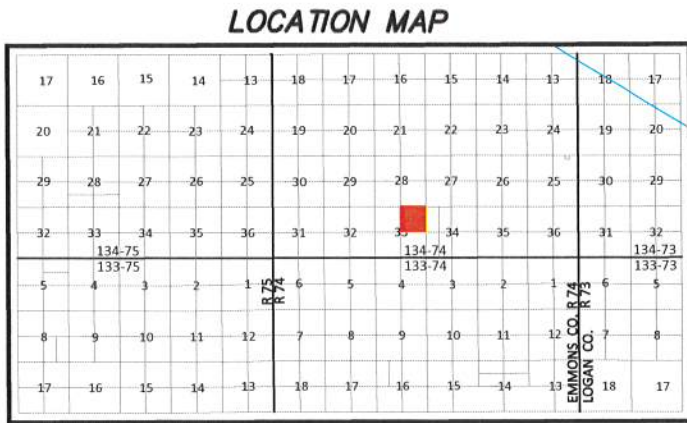 LOCATION MAP
17 16 15 14 13 18 17 16 15 14 13 18 17
20 21 22 23 24 19 20 21 22 23 24 19 20
29 28 27 26 25 30 29 28 27 26 25 30 29
32 33 34 35 36 31 32 33 34 35 36 31 32
134-75 134-74 134-73
133-75 133-74 133-73
5 4 3 2 1 6 5 4 3 2 1 6 5
8 9 10 11 12 7 8 9 10 11 12 7 8
17 16 15 14 13 18 17 16 15 14 13 18 17
R 75
R 74
EMMONS CO. R 74
LOGAN CO. R 73